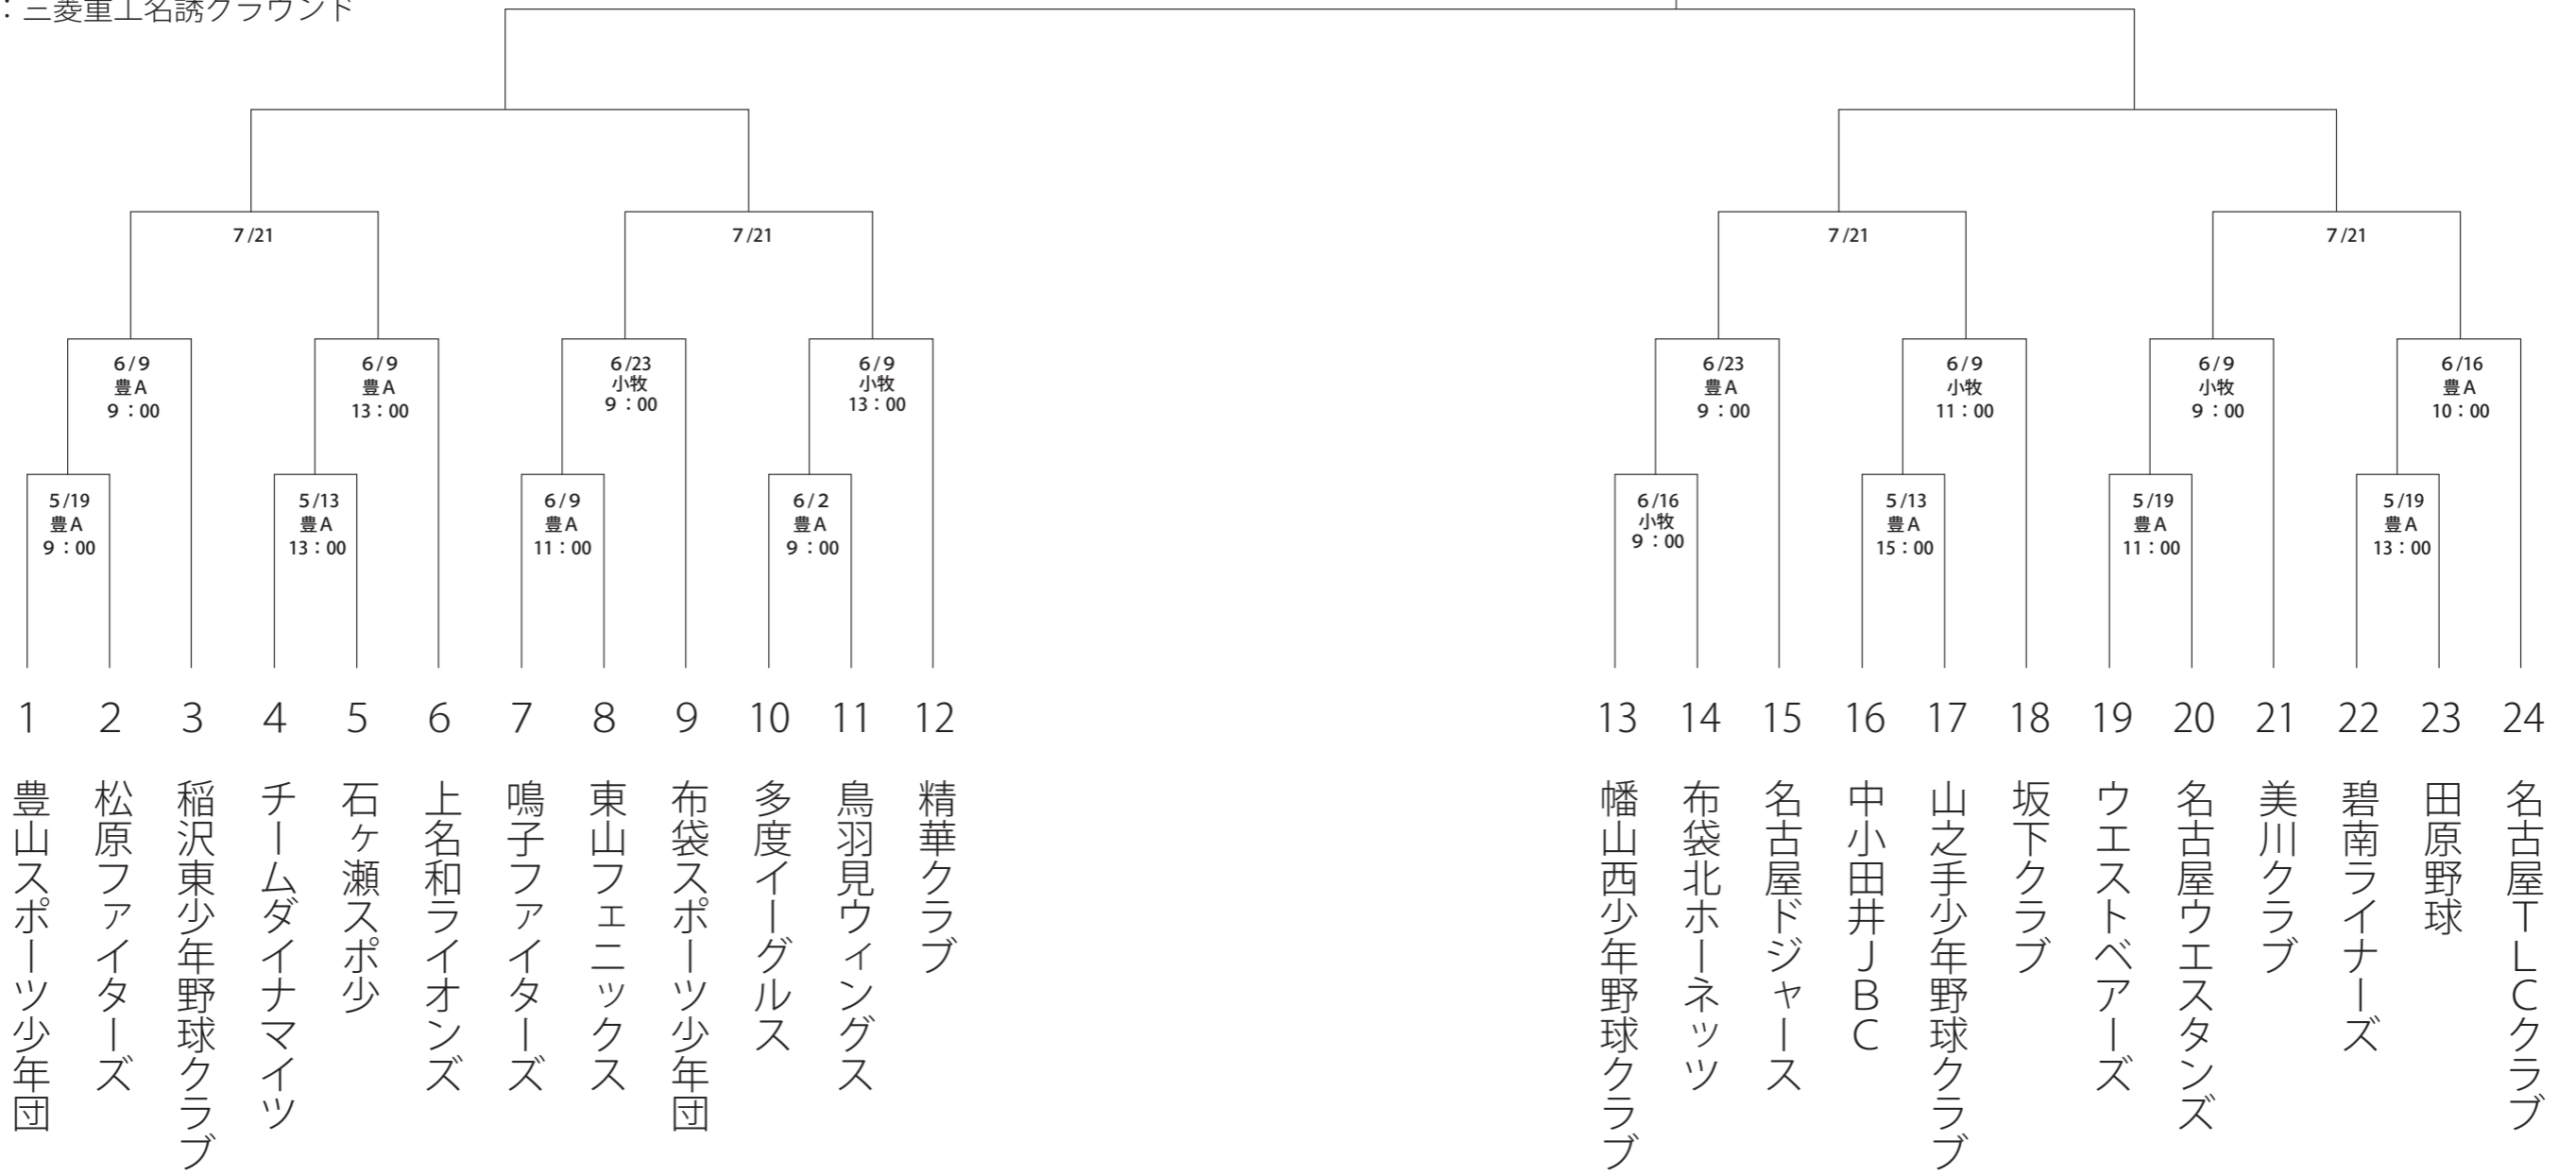 ：三菱重工名誘グラウンド
7/21
7/21
7/21
7/21
6/9
豊A
9：00
6/9
豊A
13：00
6/23
小牧
9：00
6/9
小牧
13：00
6/23
豊A
9：00
6/9
小牧
11：00
6/9
小牧
9：00
6/16
豊A
10：00
5/19
豊A
9：00
5/13
豊A
13：00
6/9
豊A
11：00
6/2
豊A
9：00
6/16
小牧
9：00
5/13
豊A
15：00
5/19
豊A
11：00
5/19
豊A
13：00
1 豊山スポーツ少年団
2 松原ファイターズ
3 稲沢東少年野球クラブ
4 チームダイナマイツ
5 石ヶ瀬スポ少
6 上名和ライオンズ
7 鳴子ファイターズ
8 東山フェニックス
9 布袋スポーツ少年団
10 多度イーグルス
11 鳥羽見ウィングス
12 精華クラブ
13 幡山西少年野球クラブ
14 布袋北ホーネッツ
15 名古屋ドジャース
16 中小田井JBC
17 山之手少年野球クラブ
18 坂下クラブ
19 ウエストベアーズ
20 名古屋ウエスタンズ
21 美川クラブ
22 碧南ライナーズ
23 田原野球
24 名古屋TLCクラブ